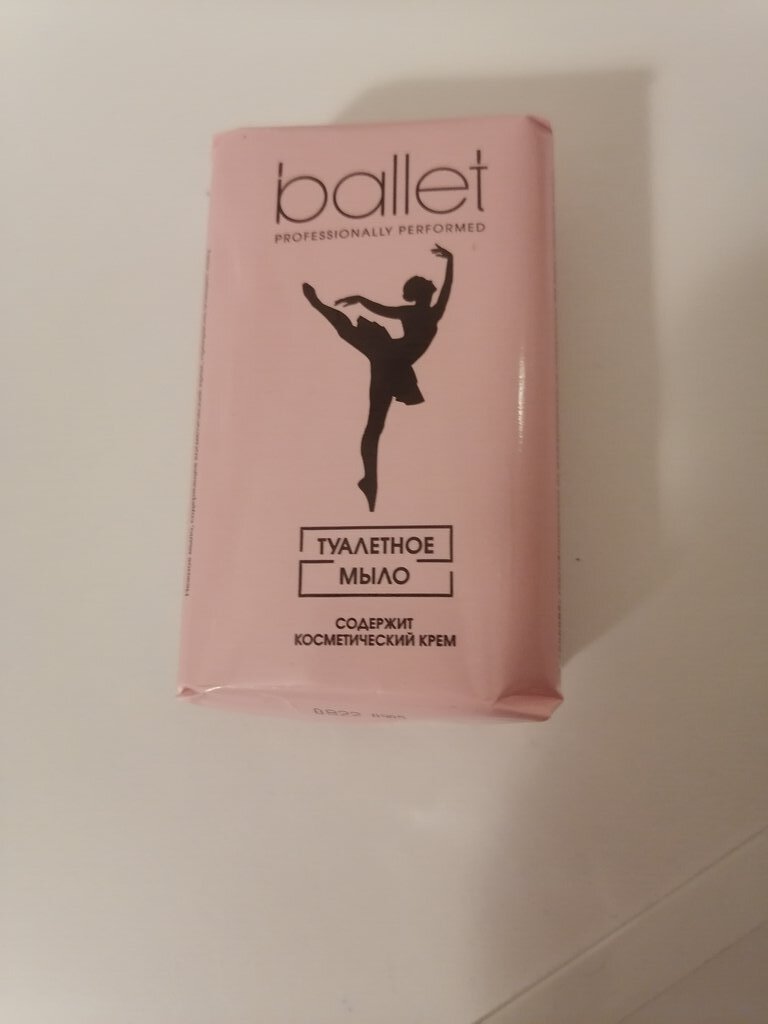 ballet
PROFESSIONALLY PERFORMED
ТУАЛЕТНОЕ
МЫЛО
СОДЕРЖИТ
КОСМЕТИЧЕСКИЙ КРЕМ